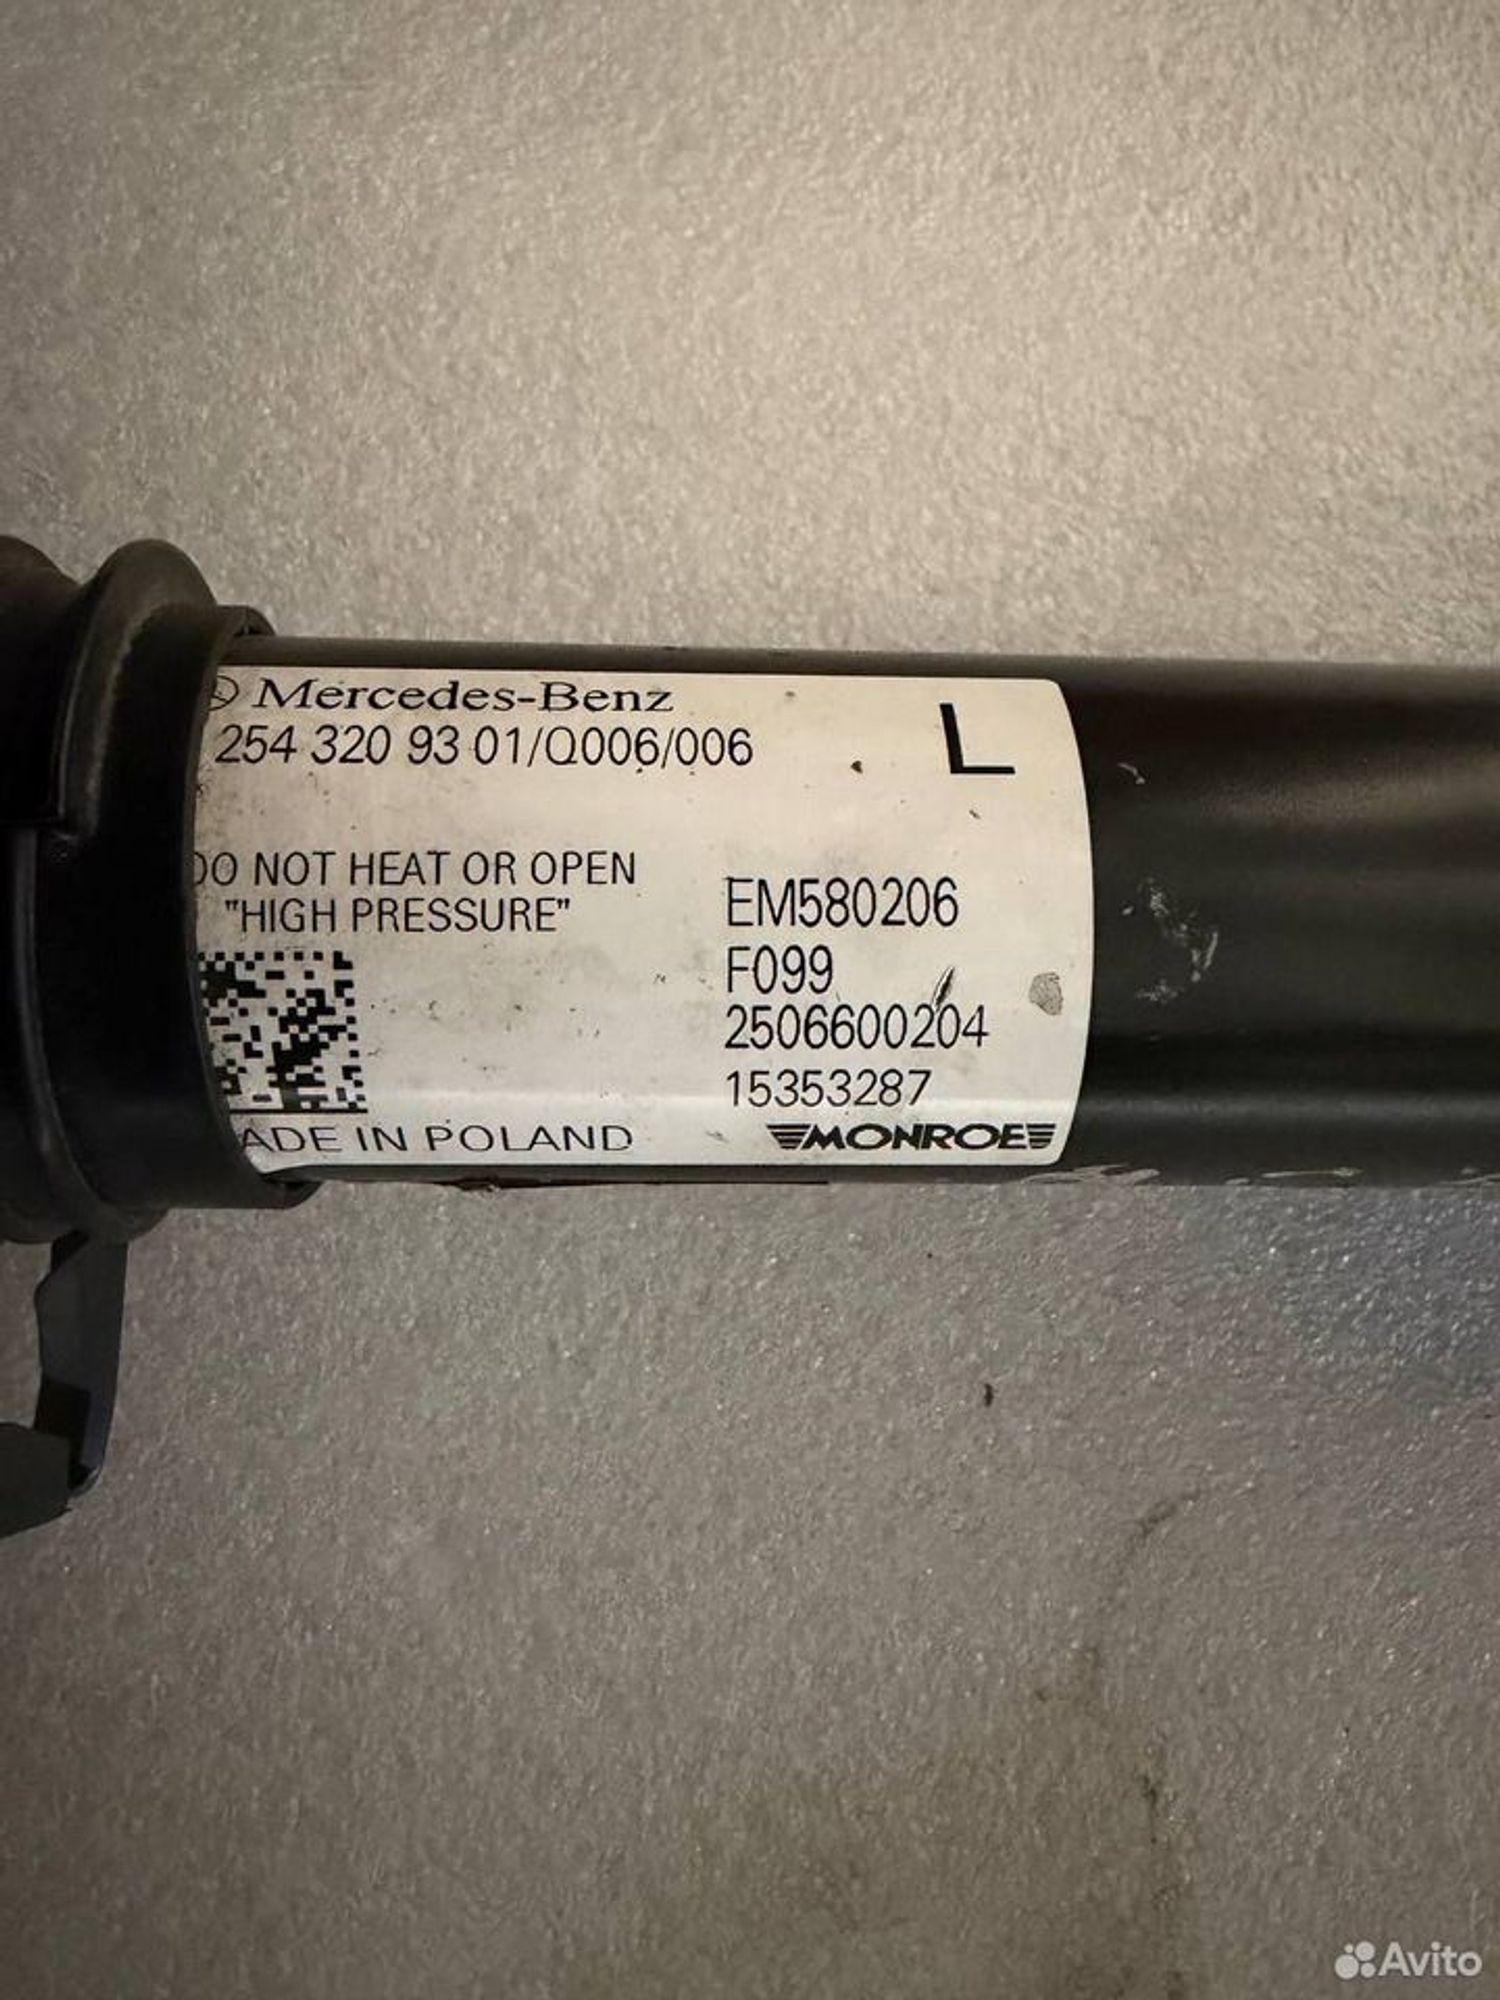 Mercedes-Benz
254 320 93 01/Q006/006
L
DO NOT HEAT OR OPEN
"HIGH PRESSURE"
EM580206
F099
2506600204
15353287
ADE IN POLAND
MONROE
Avito